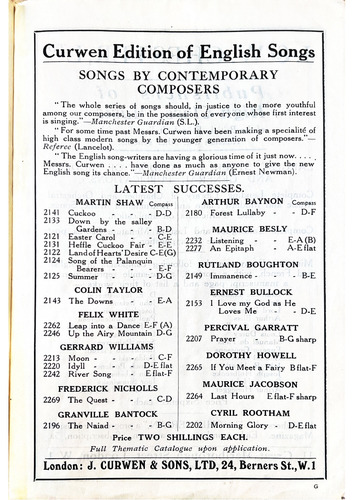 Curwen Edition of English Songs
SONGS BY CONTEMPORARY
COMPOSERS
"The whole series of songs should, in justice to the more youthful
among our composers, be in the possession of everyone whose first interest
is singing."—Manchester Guardian (S.L.).
"For some time past Messrs. Curwen have been making a specialité of
high class modern songs by the younger generation of composers."—
Referee (Lancelot).
"The English song-writers are having a glorious time of it just now. . . .
Messrs. Curwen . . . . have done as much as anyone to give the new
English song its chance."—Manchester Guardian (Ernest Newman).
LATEST SUCCESSES.
MARTIN SHAW Compass
2141 Cuckoo - - - D-D
2133 Down by the salley
Gardens - - B-D
2121 Easter Carol - - C-E
2131 Heffle Cuckoo Fair - E-E
2122 Land of Hearts' Desire C-E(G)
2124 Song of the Palanquin
Bearers - - E-F
2125 Summer - - D-G
COLIN TAYLOR
2143 The Downs - - E-A
FELIX WHITE
2262 Leap into a Dance E-F (A)
2246 Up the Airy Mountain D-G
GERRARD WILLIAMS
2213 Moon - - - - C-F
2220 Idyll - - - D-E flat
2242 River Song - E flat-F
FREDERICK NICHOLLS
2269 The Quest - - C-D
GRANVILLE BANTOCK
2196 The Naiad - - B-G
ARTHUR BAYNON Compass
2180 Forest Lullaby - - D-F
MAURICE BESLY
2232 Listening - - E-A (B)
2277 An Epitaph - A-E flat
RUTLAND BOUGHTON
2149 Immanence - - B-E
ERNEST BULLOCK
2153 I Love my God as He
Loves Me - - D-E
PERCIVAL GARRATT
2207 Prayer - - B-G sharp
DOROTHY HOWELL
2265 If You Meet a Fairy B flat-F
MAURICE JACOBSON
2264 Last Hours E flat-F sharp
CYRIL ROOTHAM
2202 Morning Glory - D-E flat
Price TWO SHILLINGS EACH.
Full Thematic Catalogue upon application.
London: J. CURWEN & SONS, LTD, 24, Berners St., W.1
G